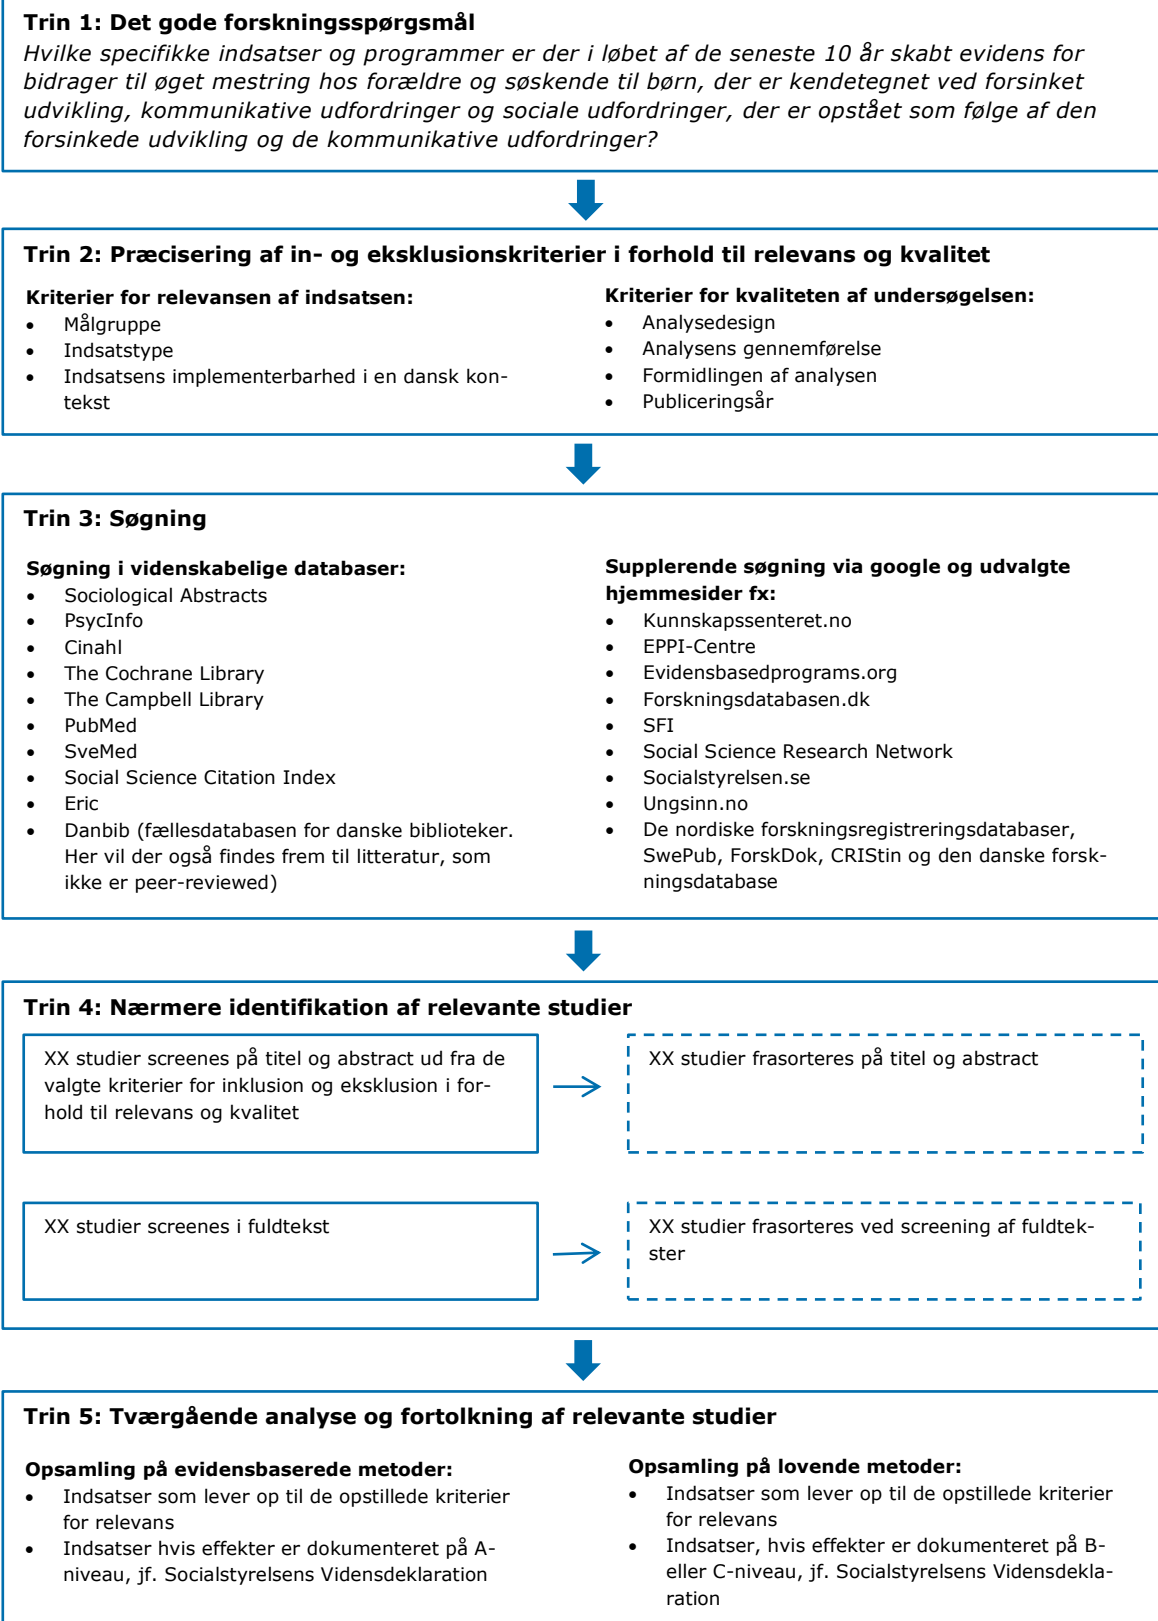 Trin 1: Det gode forskningsspørgsmål
Hvilke specifikke indsatser og programmer er der i løbet af de seneste 10 år skabt evidens for
bidrager til øget mestring hos forældre og søskende til børn, der er kendetegnet ved forsinket
udvikling, kommunikative udfordringer og sociale udfordringer, der er opstået som følge af den
forsinkede udvikling og de kommunikative udfordringer?
Trin 2: Præcisering af in- og eksklusionskriterier i forhold til relevans og kvalitet
Kriterier for relevansen af indsatsen:
• Målgruppe
• Indsatstype
• Indsatsens implementerbarhed i en dansk kon-
tekst
Kriterier for kvaliteten af undersøgelsen:
• Analysedesign
• Analysens gennemførelse
• Formidlingen af analysen
• Publiceringsår
Trin 3: Søgning
Søgning i videnskabelige databaser:
• Sociological Abstracts
• PsycInfo
• Cinahl
• The Cochrane Library
• The Campbell Library
• PubMed
• SveMed
• Social Science Citation Index
• Eric
• Danbib (fællesdatabasen for danske biblioteker.
Her vil der også findes frem til litteratur, som
ikke er peer-reviewed)
Supplerende søgning via google og udvalgte
hjemmesider fx:
• Kunnskapssenteret.no
• EPPI-Centre
• Evidensbasedprograms.org
• Forskningsdatabasen.dk
• SFI
• Social Science Research Network
• Socialstyrelsen.se
• Ungsinn.no
• De nordiske forskningsregistreringsdatabaser,
SwePub, ForskDok, CRIStin og den danske forsk-
ningsdatabase
Trin 4: Nærmere identifikation af relevante studier
XX studier screenes på titel og abstract ud fra de
valgte kriterier for inklusion og eksklusion i for-
hold til relevans og kvalitet
XX studier frasorteres på titel og abstract
XX studier screenes i fuldtekst
XX studier frasorteres ved screening af fuldtek-
ster
Trin 5: Tværgående analyse og fortolkning af relevante studier
Opsamling på evidensbaserede metoder:
• Indsatser som lever op til de opstillede kriterier
for relevans
• Indsatser hvis effekter er dokumenteret på A-
niveau, jf. Socialstyrelsens Vidensdeklaration
Opsamling på lovende metoder:
• Indsatser som lever op til de opstillede kriterier
for relevans
• Indsatser, hvis effekter er dokumenteret på B-
eller C-niveau, jf. Socialstyrelsens Vidensdekla-
ration